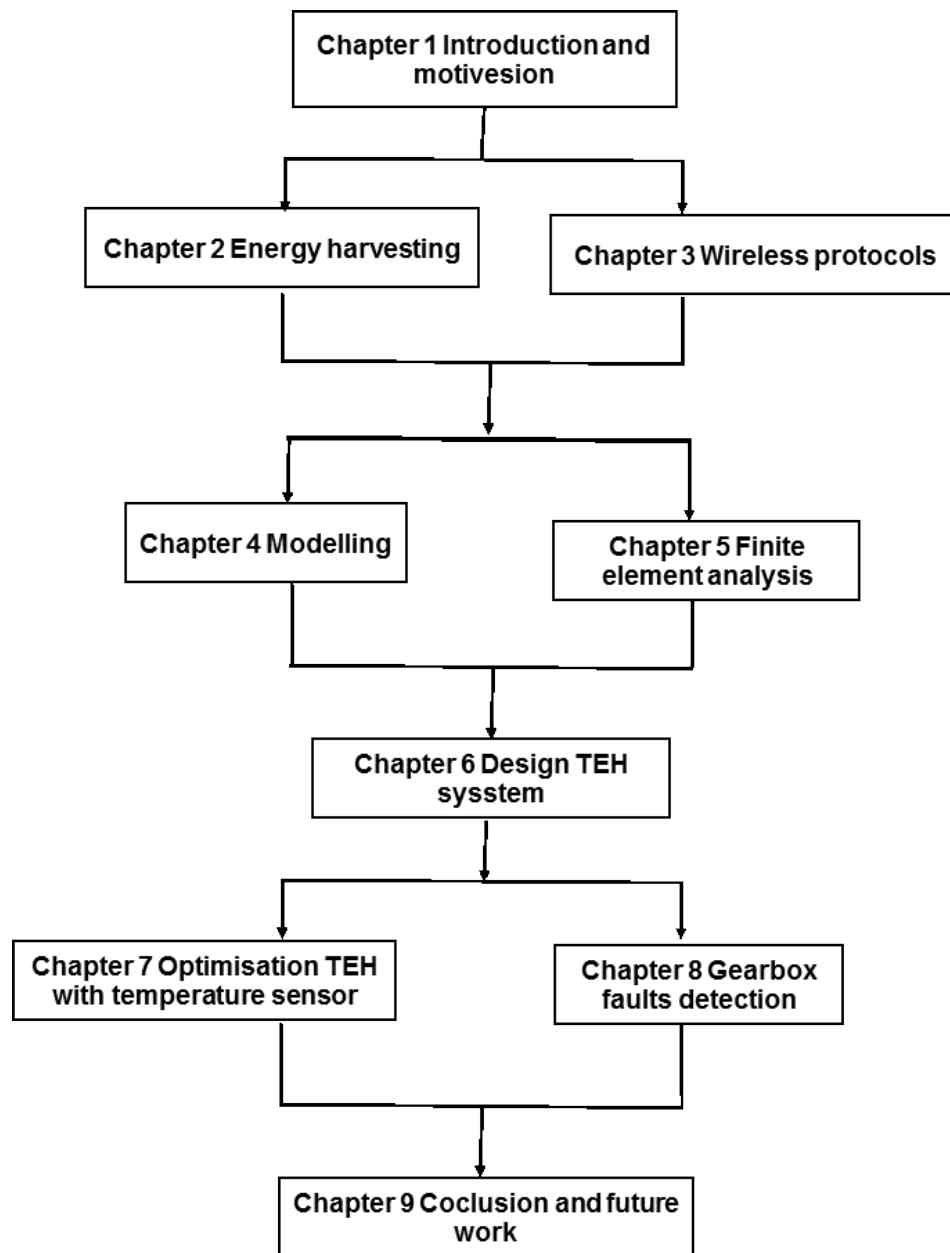 Chapter 1 Introduction and
motivesion
Chapter 2 Energy harvesting
Chapter 3 Wireless protocols
Chapter 4 Modelling
Chapter 5 Finite
element analysis
Chapter 6 Design TEH
sysstem
Chapter 7 Optimisation TEH
with temperature sensor
Chapter 8 Gearbox
faults detection
Chapter 9 Coclusion and future
work